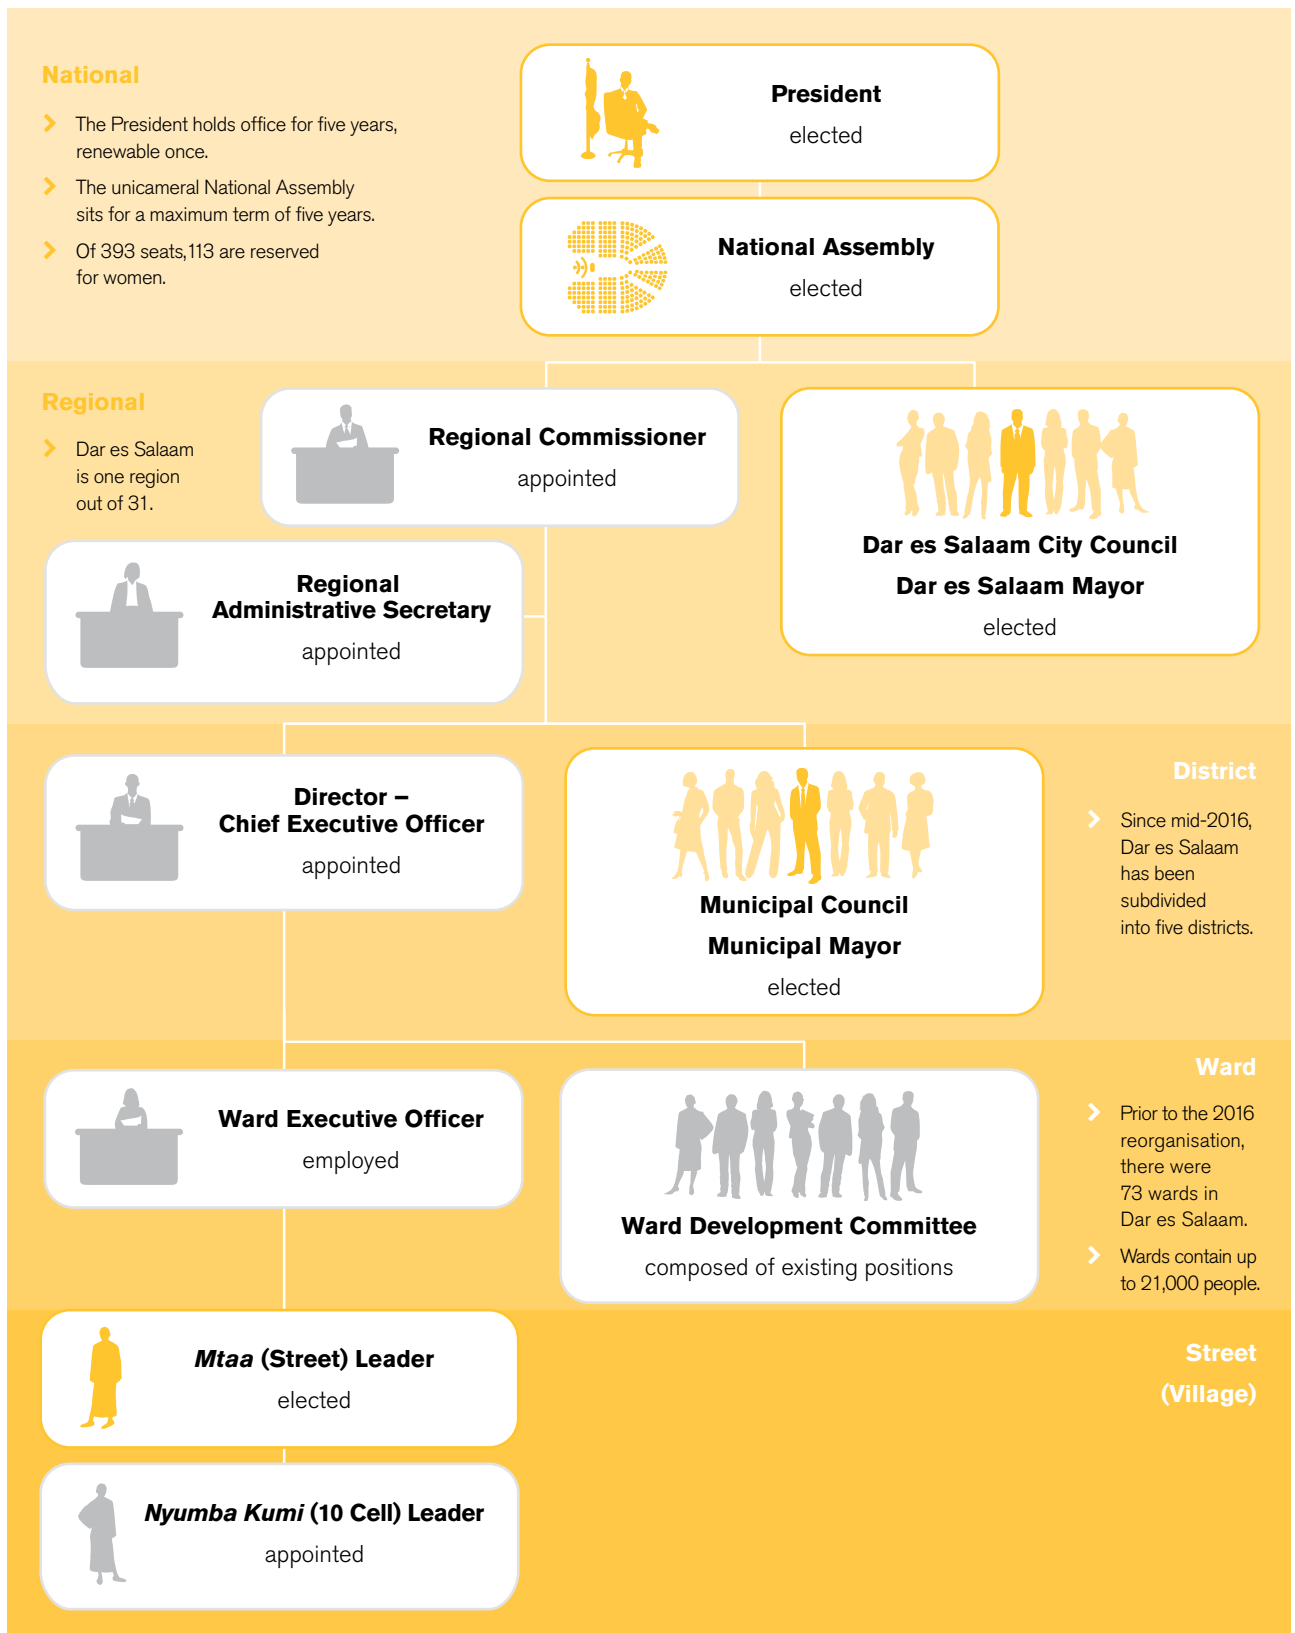 National
The President holds office for five years,
renewable once.
The unicameral National Assembly
sits for a maximum term of five years.
Of 393 seats,113 are reserved
for women.
President
elected
National Assembly
elected
Regional
Dar es Salaam
is one region
out of 31.
Regional Commissioner
appointed
Dar es Salaam City Council
Dar es Salaam Mayor
elected
Regional
Administrative Secretary
appointed
Director –
Chief Executive Officer
appointed
Municipal Council
Municipal Mayor
elected
District
Since mid-2016,
Dar es Salaam
has been
subdivided
into five districts.
Ward Executive Officer
employed
Ward Development Committee
composed of existing positions
Ward
Prior to the 2016
reorganisation,
there were
73 wards in
Dar es Salaam.
Wards contain up
to 21,000 people.
Mtaa (Street) Leader
elected
Street
(Village)
Nyumba Kumi (10 Cell) Leader
appointed